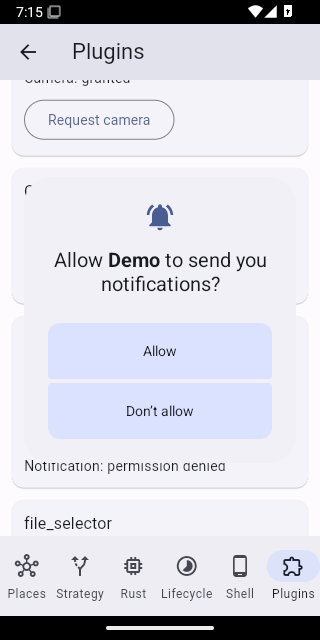 7:15
Plugins
Camera: granted
Request camera
Allow Demo to send you
notifications?
Allow
Don't allow
Notification: permission denied
file_selector
Places Strategy Rust Lifecycle Shell Plugins